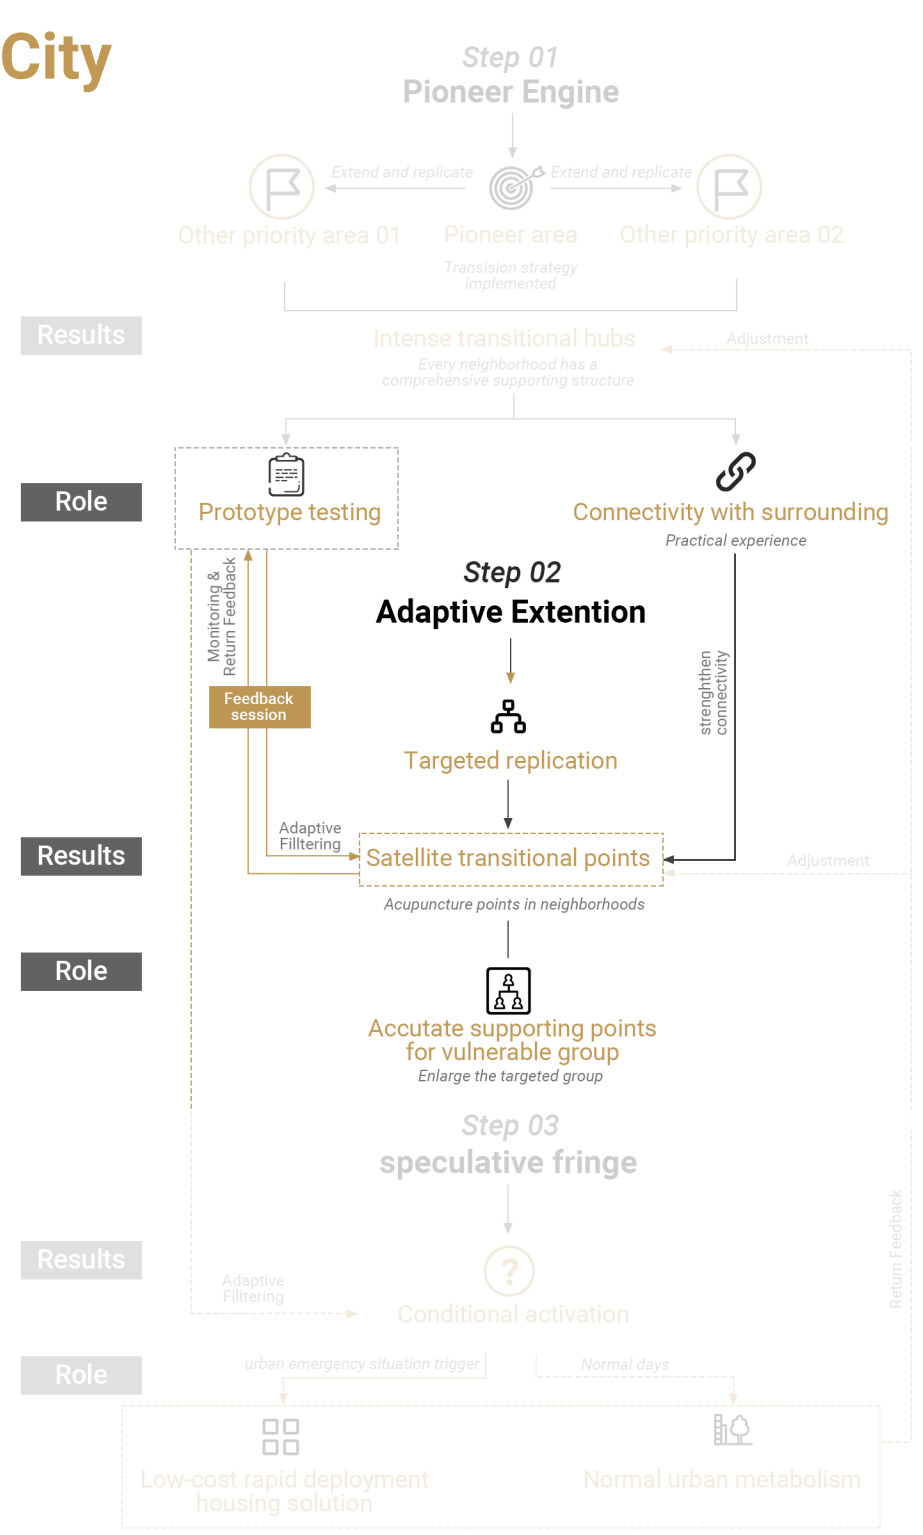 City
Step 01
Pioneer Engine
Extend and replicate
Extend and replicate
Other priority area 01
Pioneer area
Other priority area 02
Transision strategy
implemented
Results
Intense transitional hubs
Adjustment
Every neighborhood has a
comprehensive supporting structure
Role
Prototype testing
Connectivity with surrounding
Practical experience
Step 02
Adaptive Extention
Monitoring &
Return Feedback
Feedback
session
strenghthen
connectivity
Targeted replication
Adaptive
Filltering
Results
Satellite transitional points
Adjustment
Acupuncture points in neighborhoods
Role
Accutate supporting points
for vulnerable group
Enlarge the targeted group
Step 03
speculative fringe
Return Feedback
Results
?
Adaptive
Filltering
Conditional activation
Role
urban emergency situation trigger
Normal days
Low-cost rapid deployment
housing solution
Normal urban metabolism